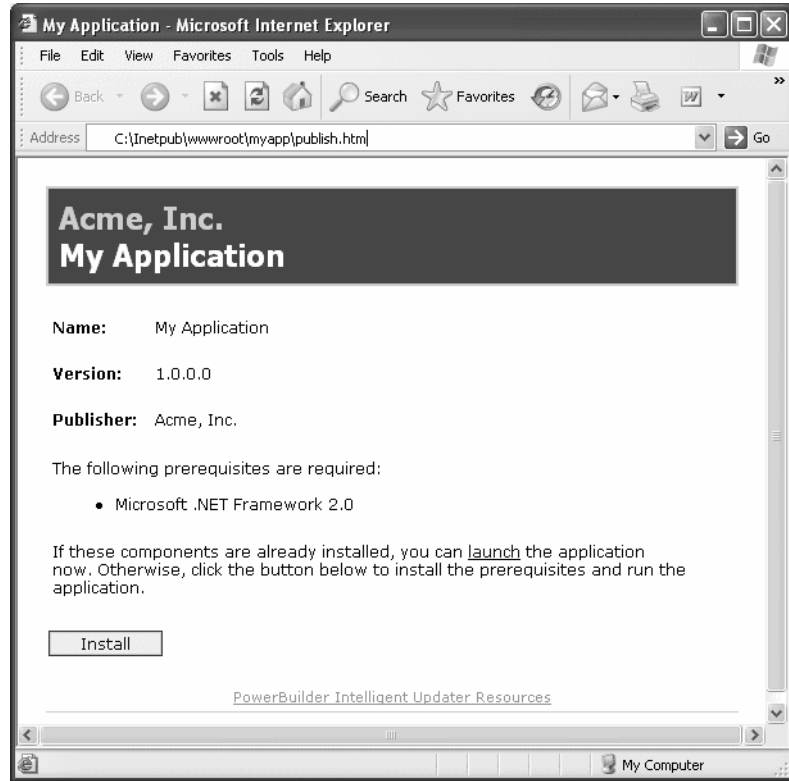 My Application - Microsoft Internet Explorer
File Edit View Favorites Tools Help
Back Search Favorites W »
Address C:\Inetpub\wwwroot\myapp\publish.htm Go
Acme, Inc.
My Application
Name: My Application
Version: 1.0.0.0
Publisher: Acme, Inc.
The following prerequisites are required:
• Microsoft .NET Framework 2.0
If these components are already installed, you can launch the application
now. Otherwise, click the button below to install the prerequisites and run the
application.
Install
PowerBuilder Intelligent Updater Resources
My Computer